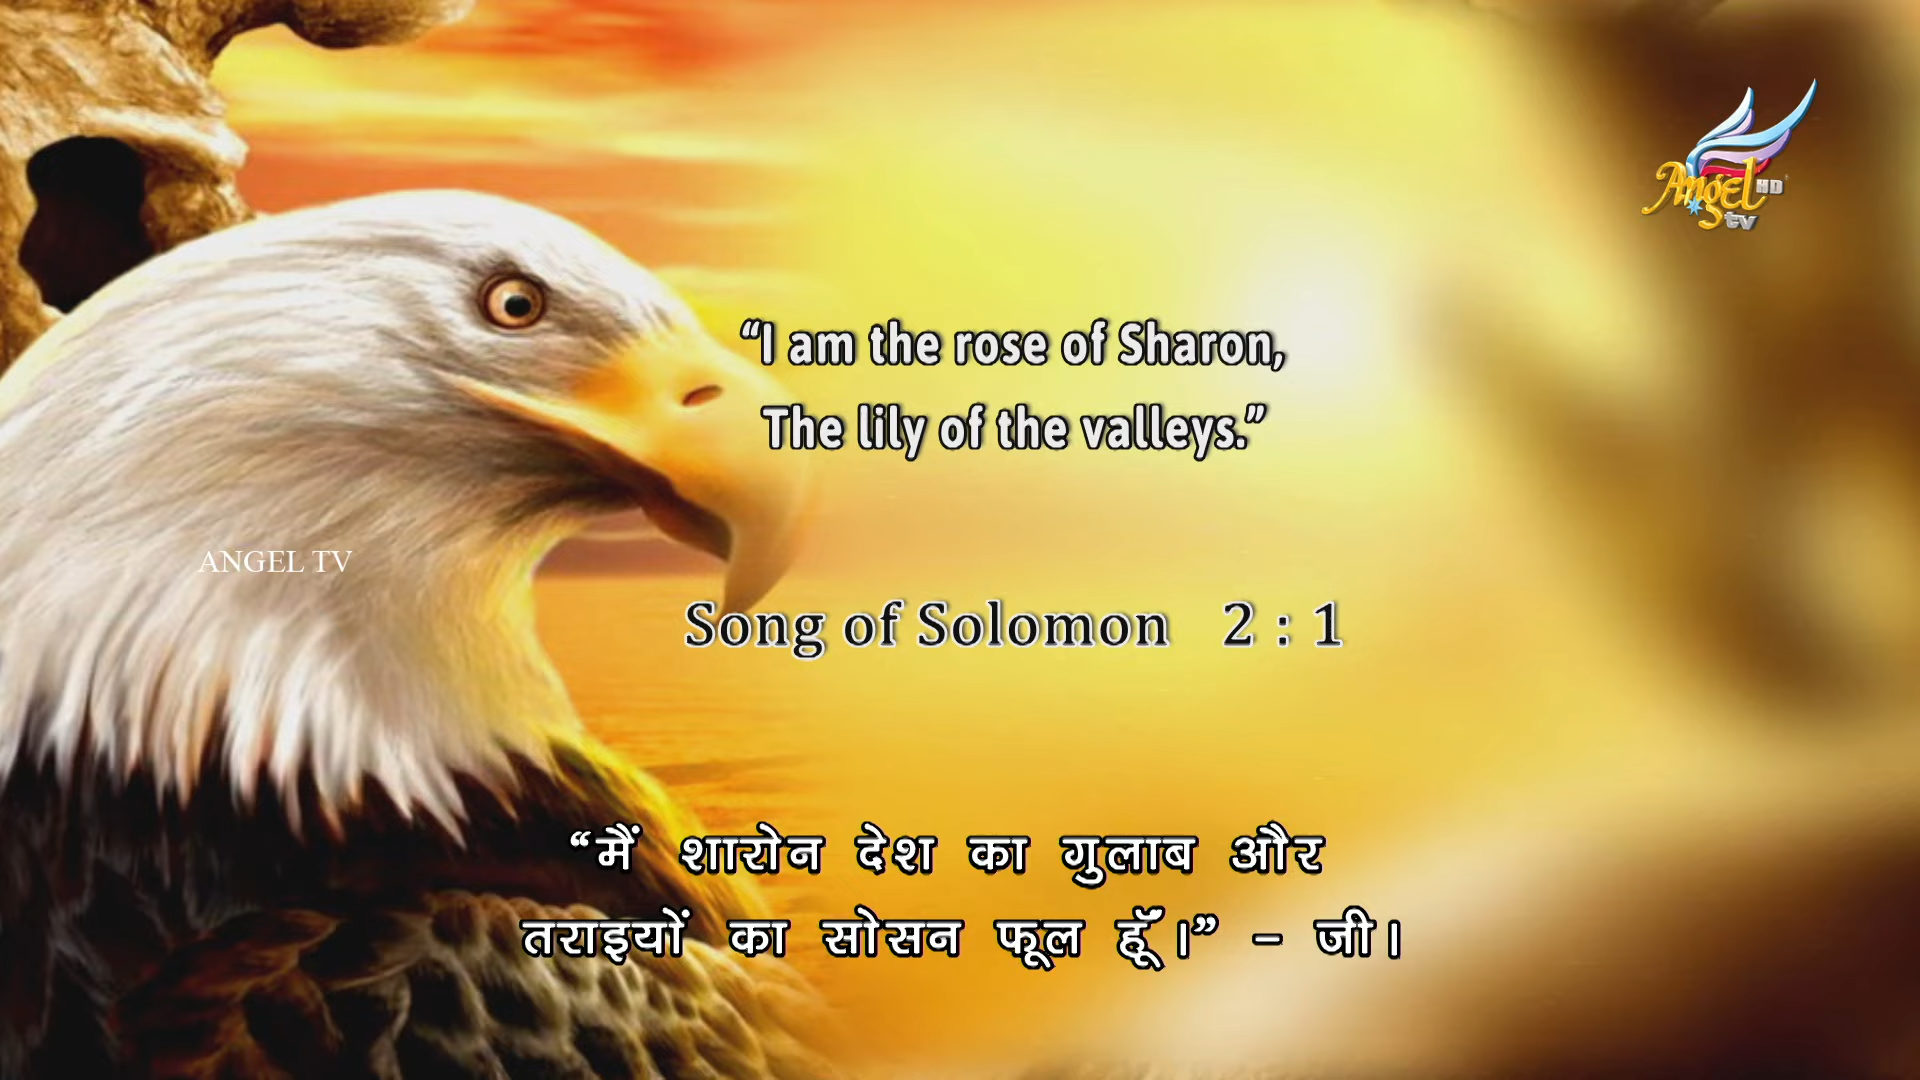 Angel HD
tv
“I am the rose of Sharon,
The lily of the valleys.”
ANGEL TV
Song of Solomon 2 : 1
“मैं शारोन देश का गुलाब और
तराइयों का सोसन फूल हूँ।” – जी।